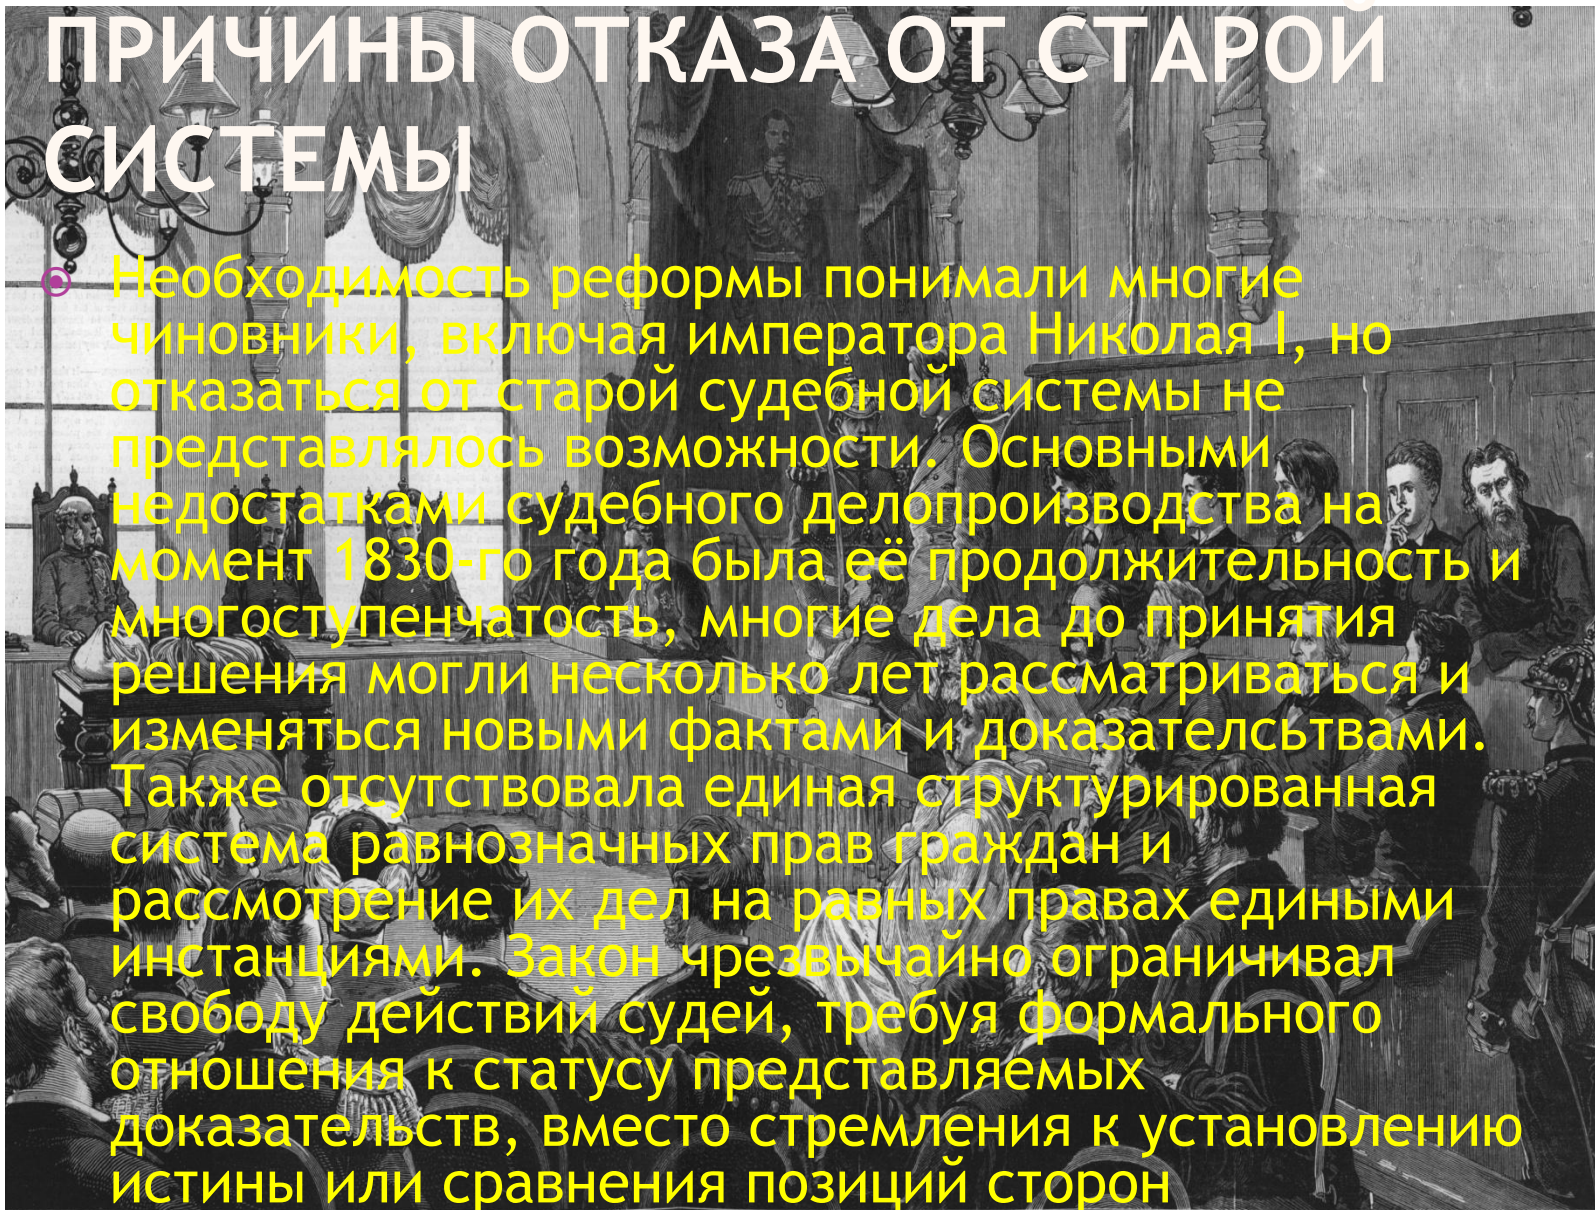 ПРИЧИНЫ ОТКАЗА ОТ СТАРОЙ
СИСТЕМЫ
Необходимость реформы понимали многие
чиновники, включая императора Николая I, но
отказаться от старой судебной системы не
представлялось возможности. Основными
недостатками судебного делопроизводства на
момент 1830-го года была её продолжительность и
многоступенчатость, многие дела до принятия
решения могли несколько лет рассматриваться и
изменяться новыми фактами и доказателсьтвами.
Также отсутствовала единая структурированная
система равнозначных прав граждан и
рассмотрение их дел на равных правах едиными
инстанциями. Закон чрезвычайно ограничивал
свободу действий судей, требуя формального
отношения к статусу представляемых
доказательств, вместо стремления к установлению
истины или сравнения позиций сторон